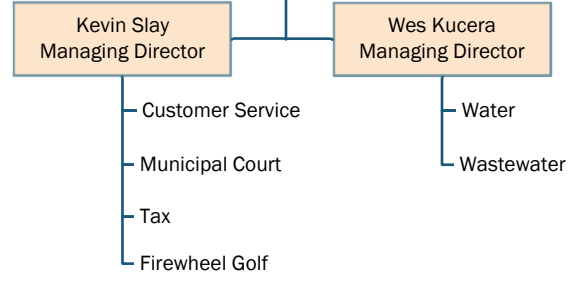 Kevin Slay
Managing Director
Wes Kucera
Managing Director
Customer Service
Municipal Court
Tax
Firewheel Golf
Water
Wastewater